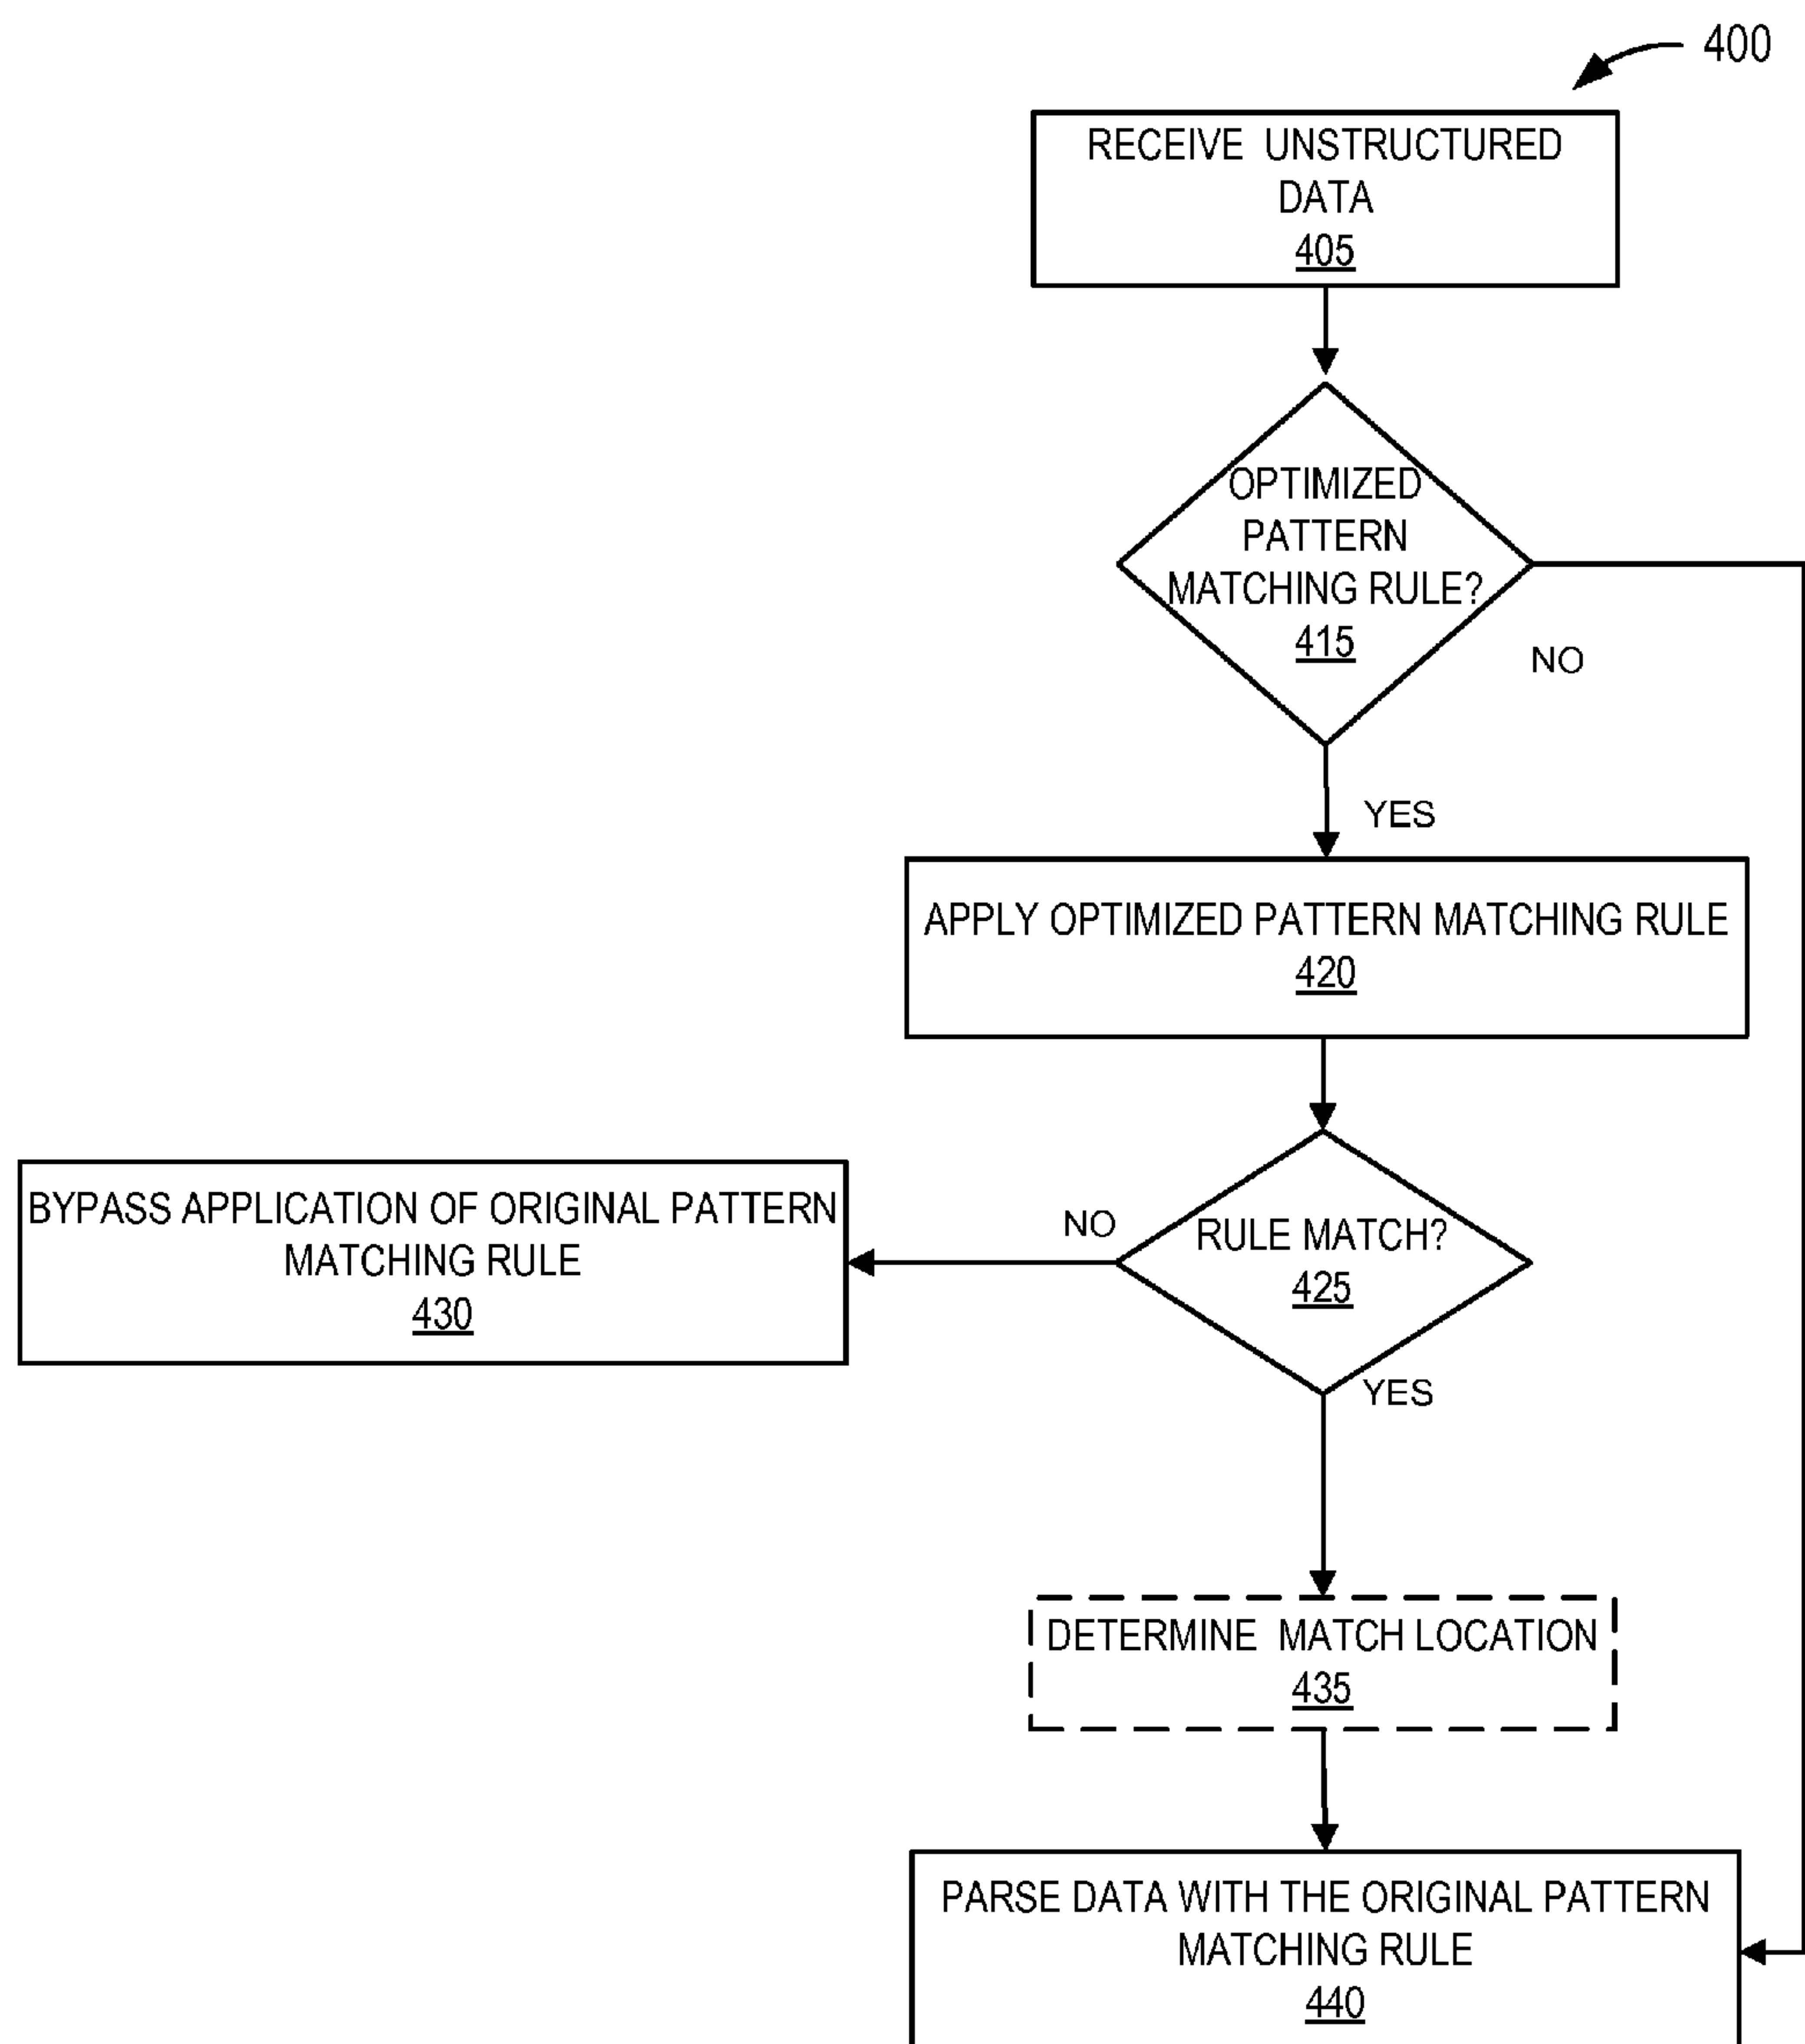 400
RECEIVE UNSTRUCTURED
DATA
405
OPTIMIZED
PATTERN
MATCHING RULE?
415
NO
YES
APPLY OPTIMIZED PATTERN MATCHING RULE
420
BYPASS APPLICATION OF ORIGINAL PATTERN
MATCHING RULE
430
NO
RULE MATCH?
425
YES
DETERMINE MATCH LOCATION
435
PARSE DATA WITH THE ORIGINAL PATTERN
MATCHING RULE
440